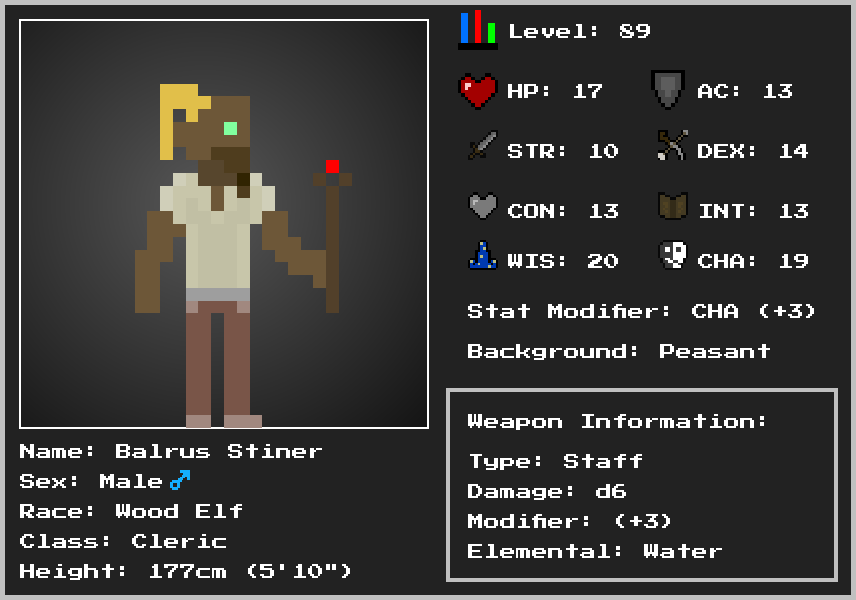 Level: 89
HP: 17
AC: 13
STR: 10
DEX: 14
CON: 13
INT: 13
WIS: 20
CHA: 19
Stat Modifier: CHA (+3)
Background: Peasant
Weapon Information:
Type: Staff
Damage: d6
Modifier: (+3)
Elemental: Water
Name: Balrus Stiner
Sex: Male♂
Race: Wood Elf
Class: Cleric
Height: 177cm (5'10")